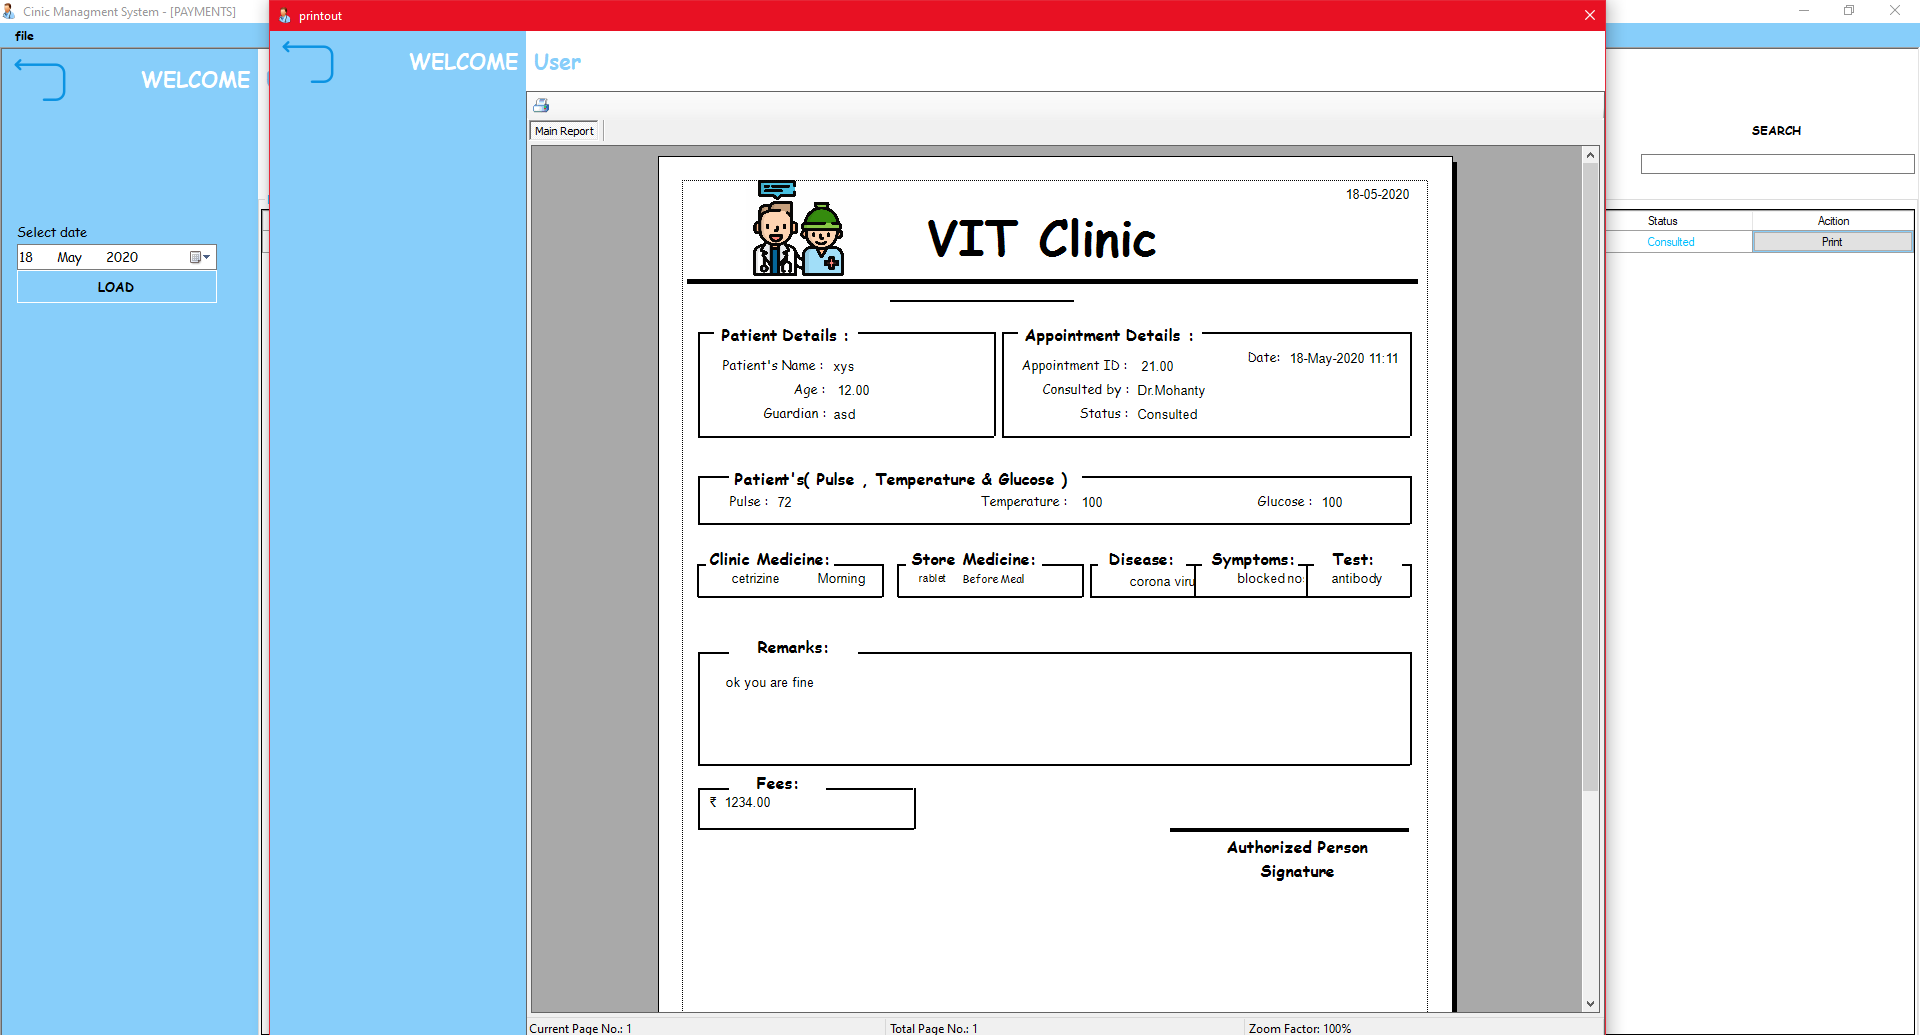 Cinic Managment System - [PAYMENTS]
printout
file
WELCOME
WELCOME
User
Main Report
SEARCH
Select date
18 May 2020
LOAD
Status Acition
Consulted Print
18-05-2020
VIT Clinic
Patient Details :
Patient's Name : xys
Age : 12.00
Guardian : asd
Appointment Details :
Date: 18-May-2020 11:11
Appointment ID : 21.00
Consulted by : Dr.Mohanty
Status : Consulted
Patient's( Pulse , Temperature & Glucose )
Pulse : 72 Temperature : 100 Glucose : 100
Clinic Medicine: Store Medicine: Disease: Symptoms: Test:
cetrizine Morning rablet Before Meal corona viru blocked no antibody
Remarks:
ok you are fine
Fees:
₹ 1234.00
Authorized Person
Signature
Current Page No.: 1 Total Page No.: 1 Zoom Factor: 100%